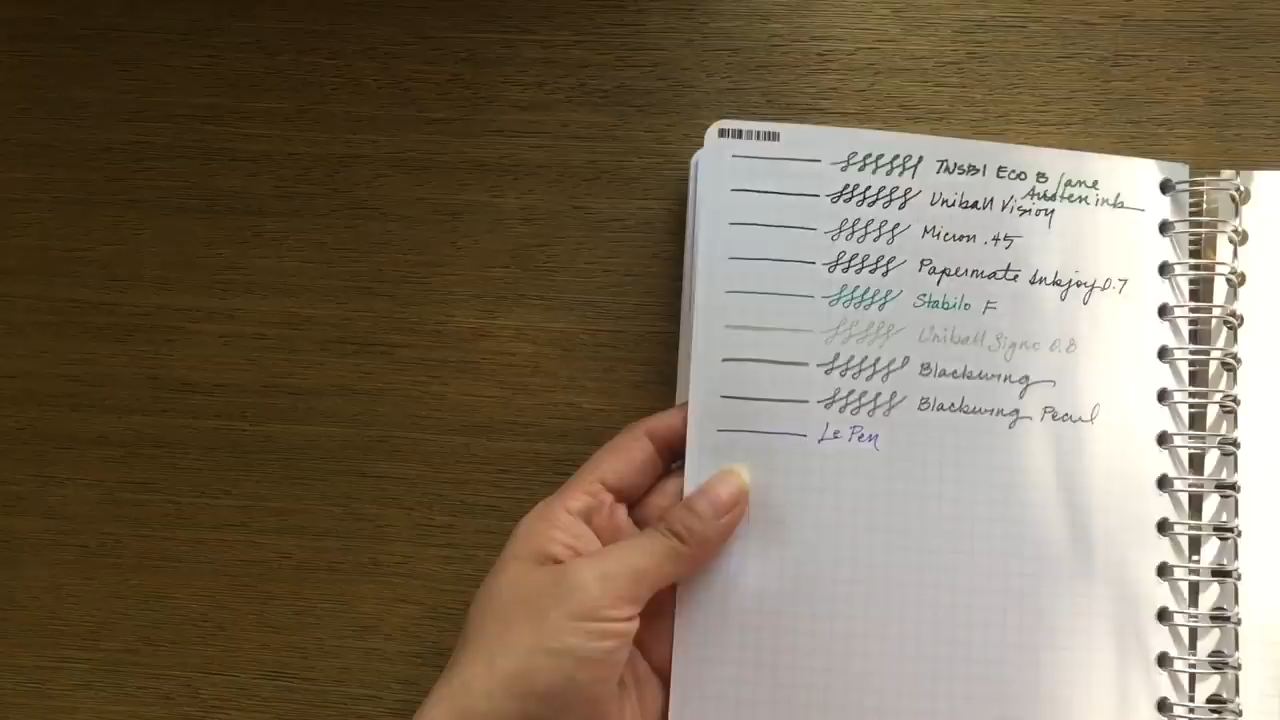 TWSBI ECO B Jane
Austen ink
Uniball Vision
Micron .45
Papermate Inkjoy 0.7
Stabilo F
Uniball Signo 0.8
Blackwing
Blackwing Pearl
Le Pen